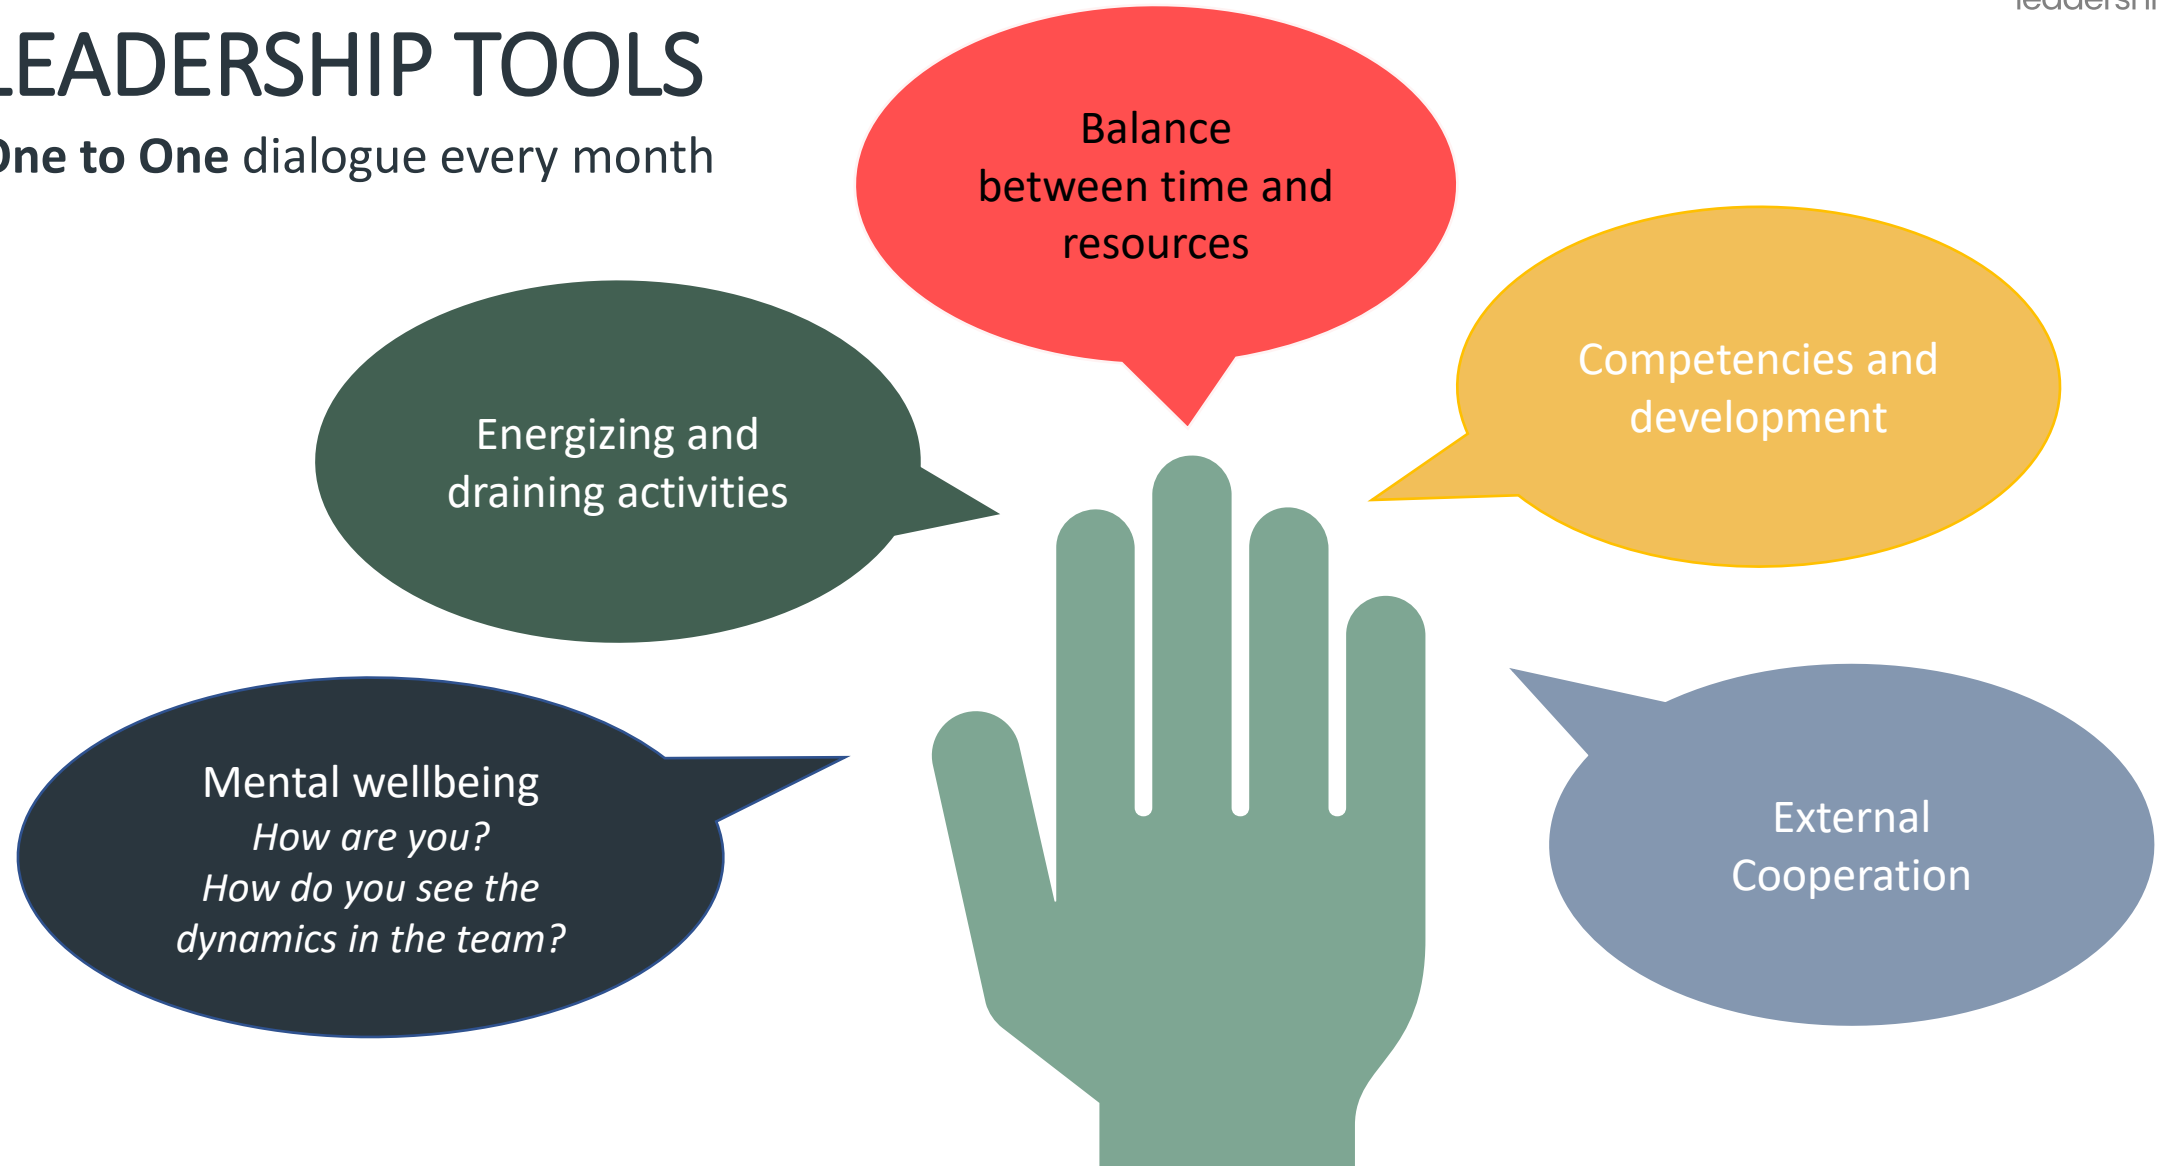 LEADERSHIP TOOLS
One to One dialogue every month
Balance
between time and
resources
Competencies and
development
Energizing and
draining activities
Mental wellbeing
How are you?
How do you see the
dynamics in the team?
External
Cooperation